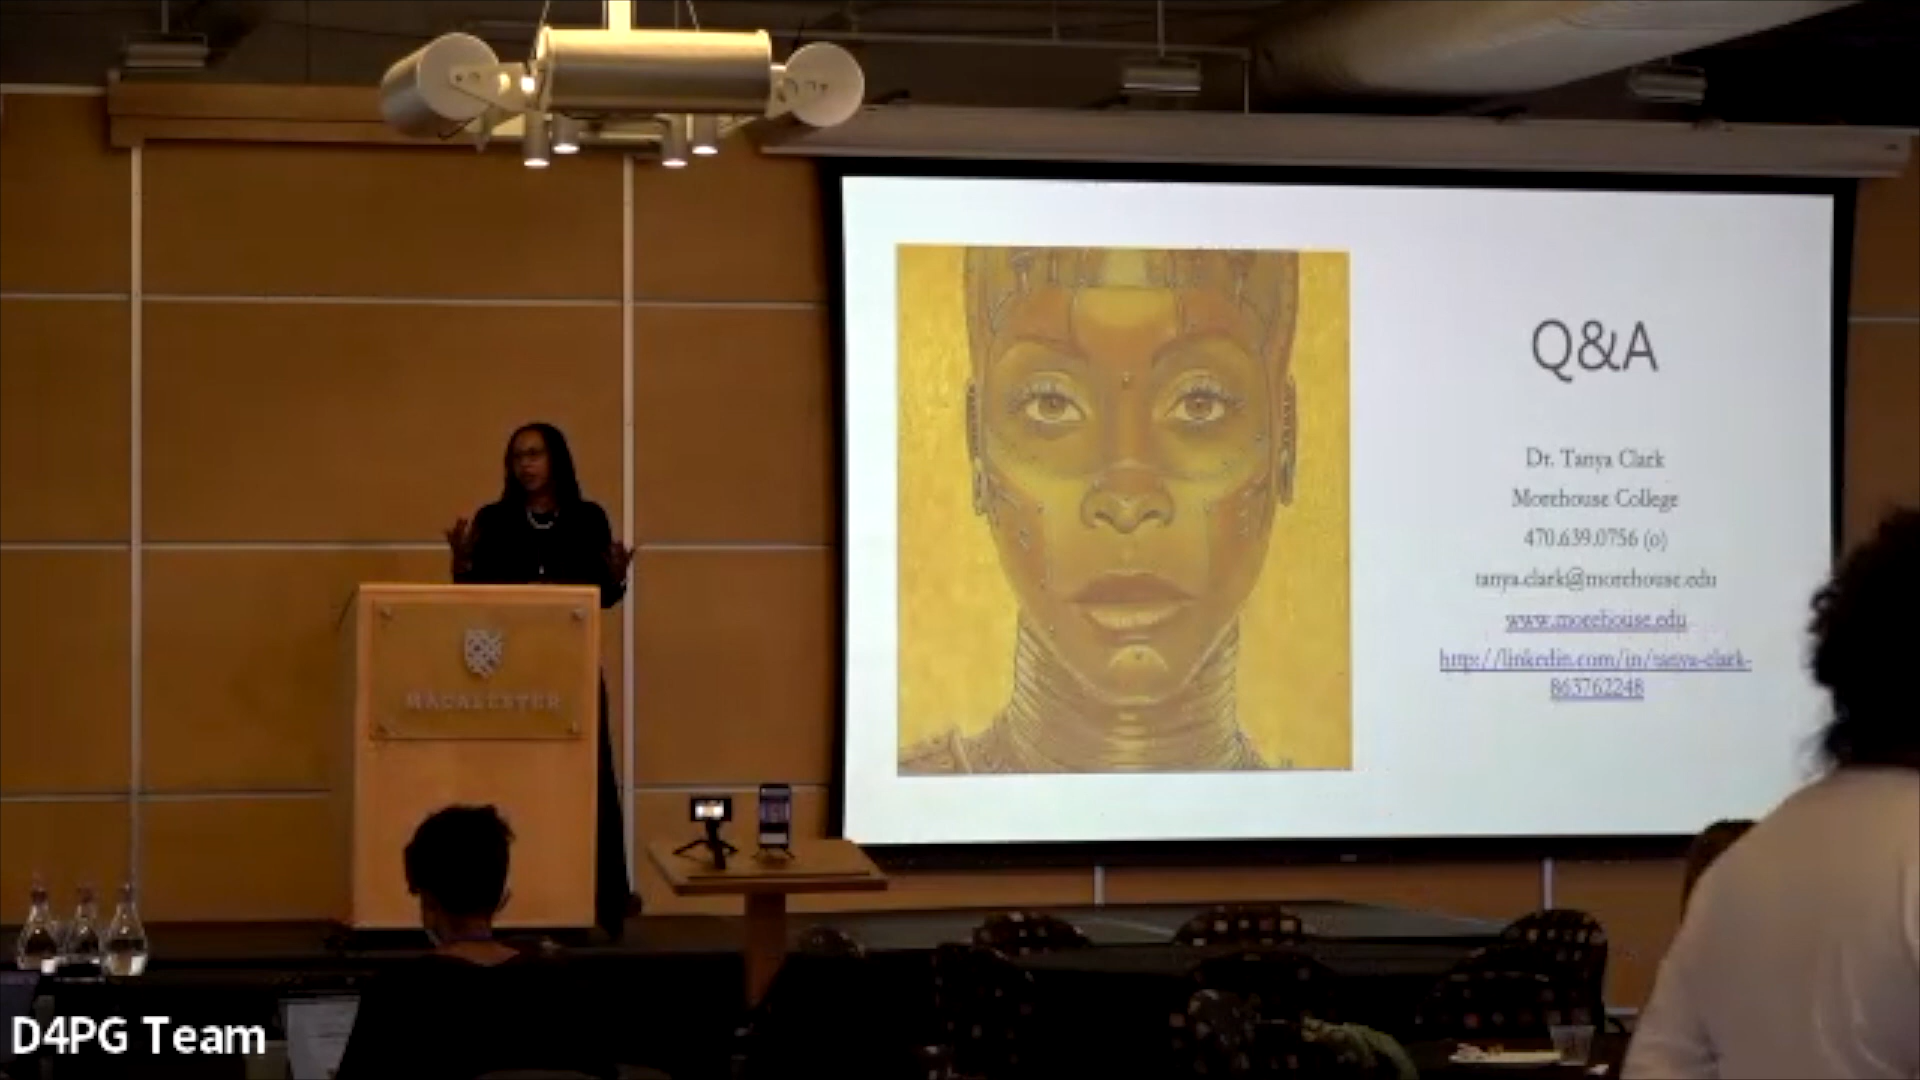 Q&A
Dr. Tanya Clark
Morehouse College
470.639.0756 (o)
tanya.clark@morehouse.edu
www.morehouse.edu
http://linkedin.com/in/tanya-clark-
863762248
MACALESTER
D4PG Team